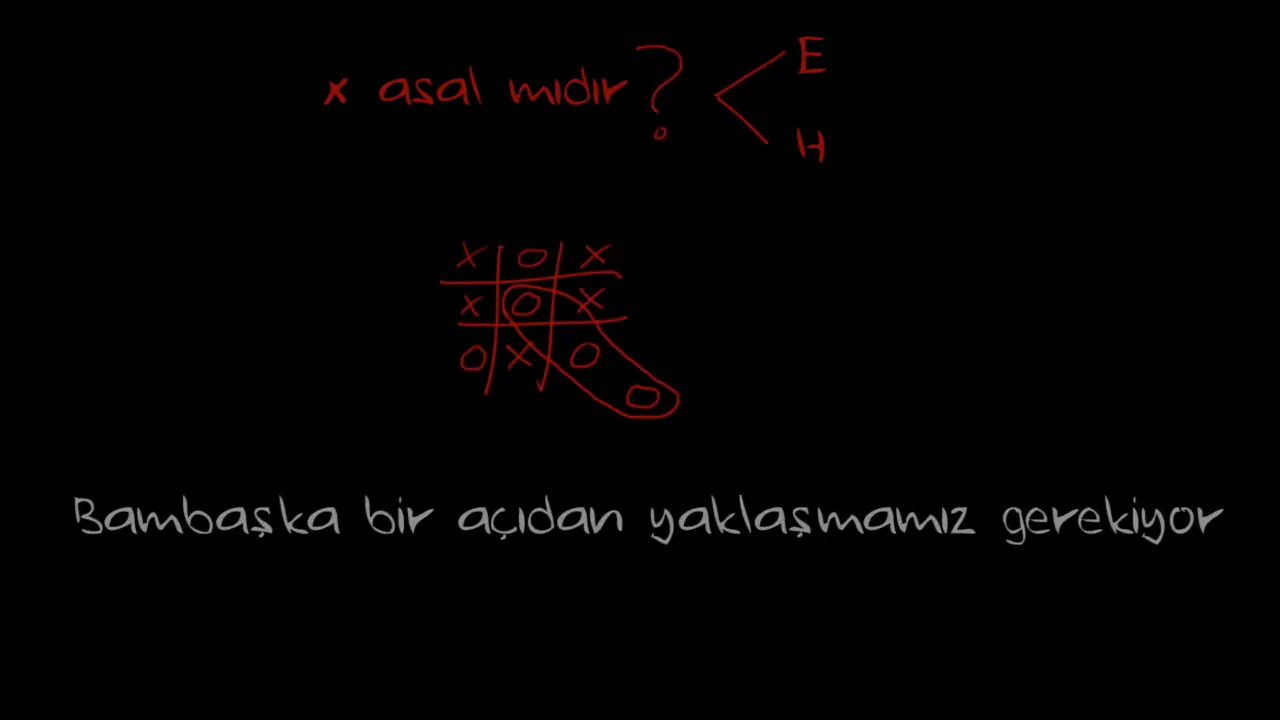 x asal mıdır ? E
H
X O X
X O X
O X O
O
Bambaşka bir açıdan yaklaşmamız gerekiyor